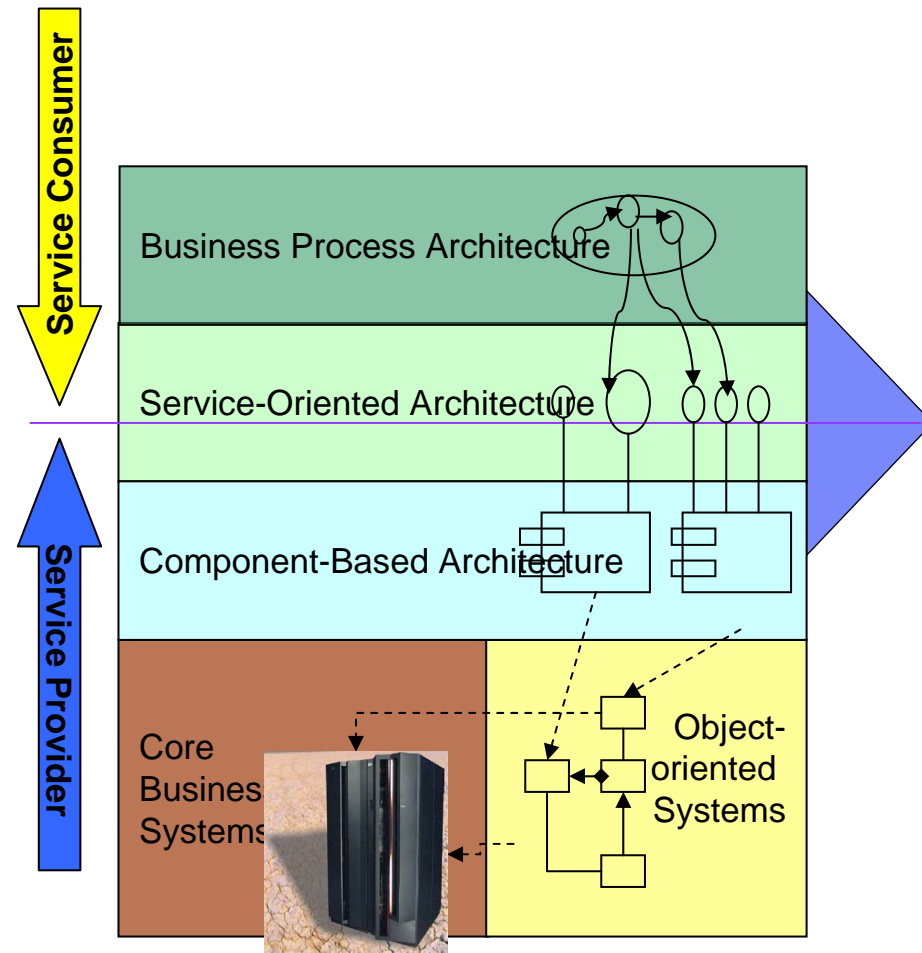 Service Consumer
Business Process Architecture
Service-Oriented Architecture
Component-Based Architecture
Service Provider
Core
Busines
Systems
Object-
oriented
Systems